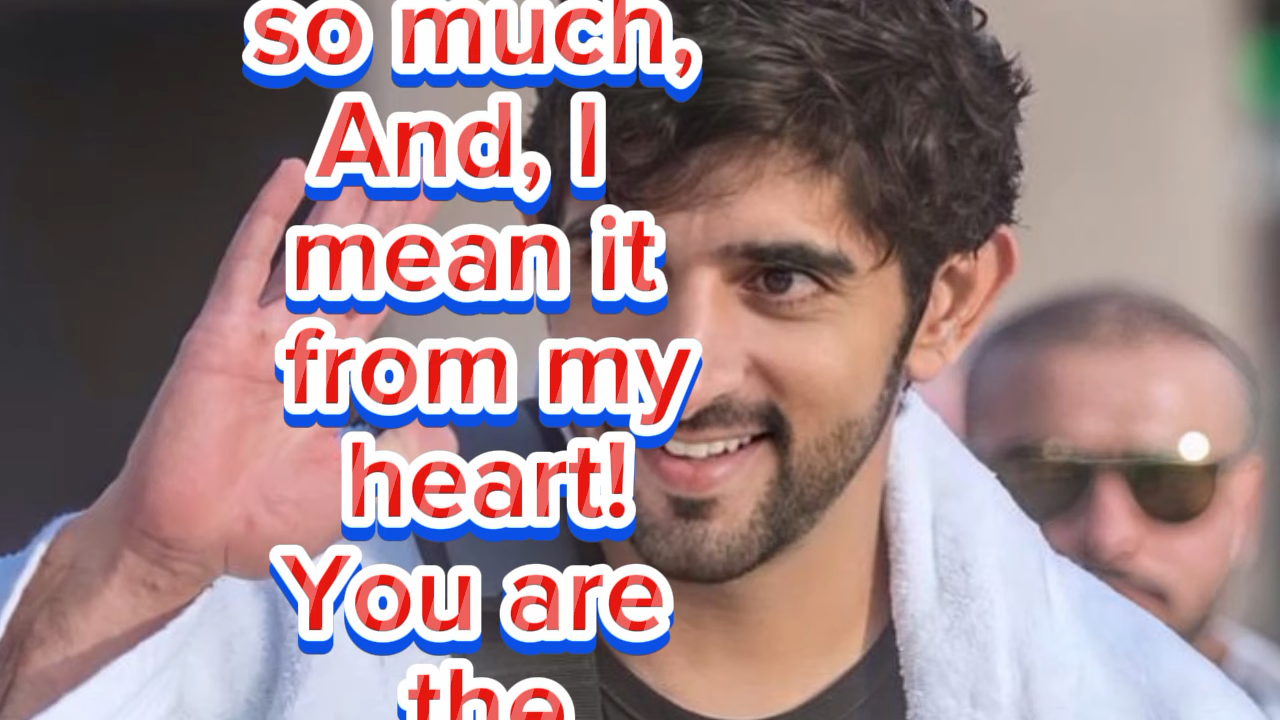 so much,
And, I
mean it
from my
heart!
You are
the